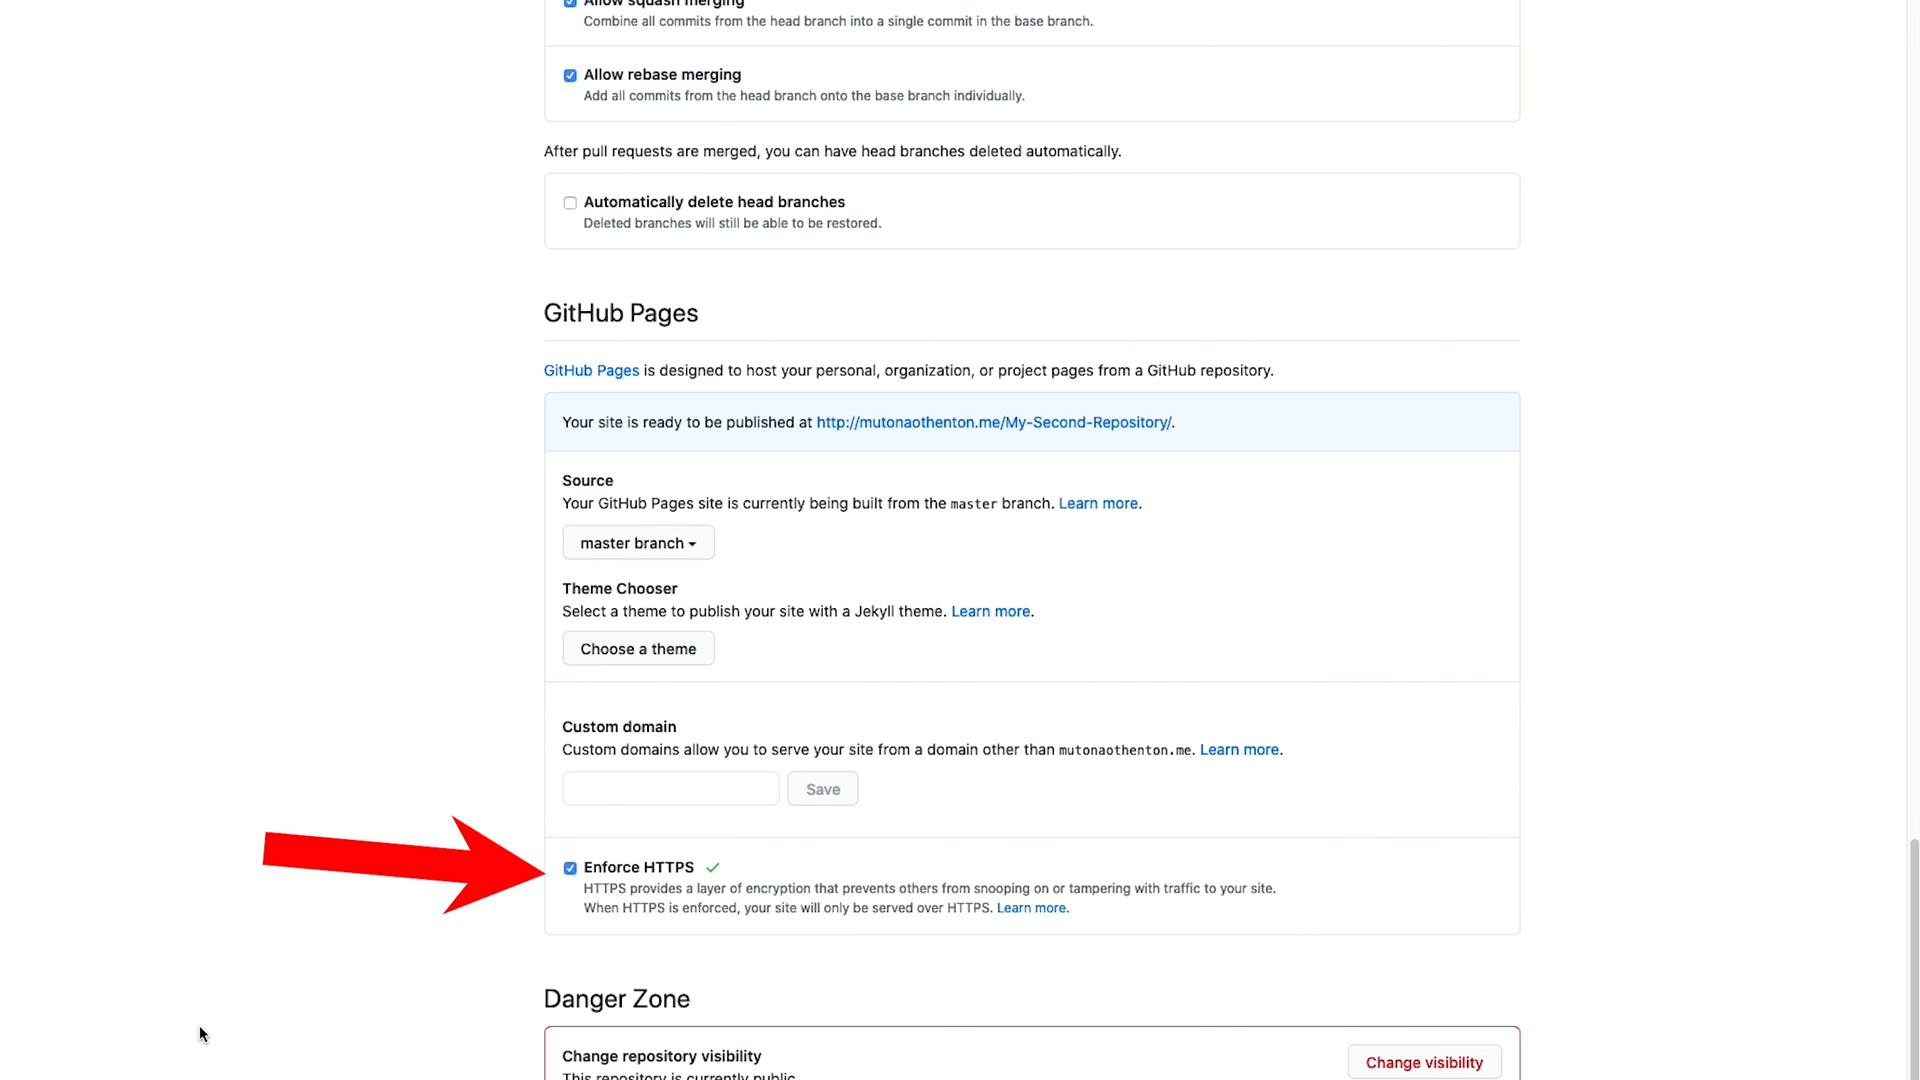 Allow squash merging
Combine all commits from the head branch into a single commit in the base branch.
Allow rebase merging
Add all commits from the head branch onto the base branch individually.
After pull requests are merged, you can have head branches deleted automatically.
Automatically delete head branches
Deleted branches will still be able to be restored.
GitHub Pages
GitHub Pages is designed to host your personal, organization, or project pages from a GitHub repository.
Your site is ready to be published at http://mutonaothenton.me/My-Second-Repository/.
Source
Your GitHub Pages site is currently being built from the master branch. Learn more.
master branch
Theme Chooser
Select a theme to publish your site with a Jekyll theme. Learn more.
Choose a theme
Custom domain
Custom domains allow you to serve your site from a domain other than mutonaothenton.me. Learn more.
Save
Enforce HTTPS
HTTPS provides a layer of encryption that prevents others from snooping on or tampering with traffic to your site.
When HTTPS is enforced, your site will only be served over HTTPS. Learn more.
Danger Zone
Change repository visibility
Change visibility
This repository is currently public.